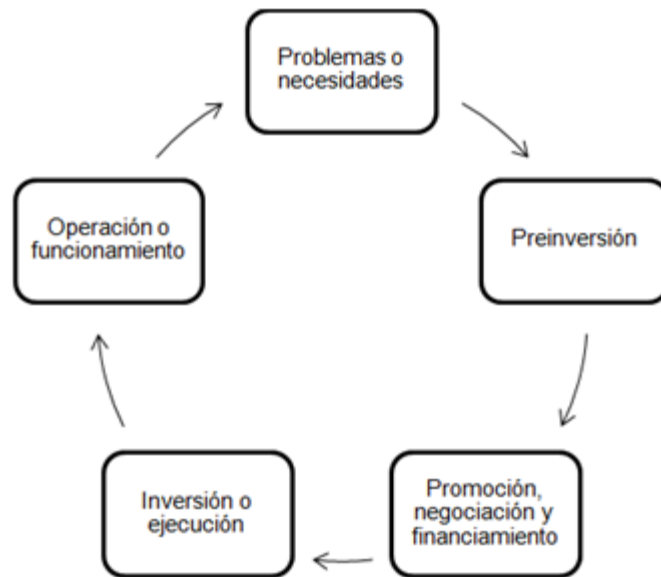 Problemas o
necesidades
Preinversión
Promoción,
negociación y
financiamiento
Inversión o
ejecución
Operación o
funcionamiento